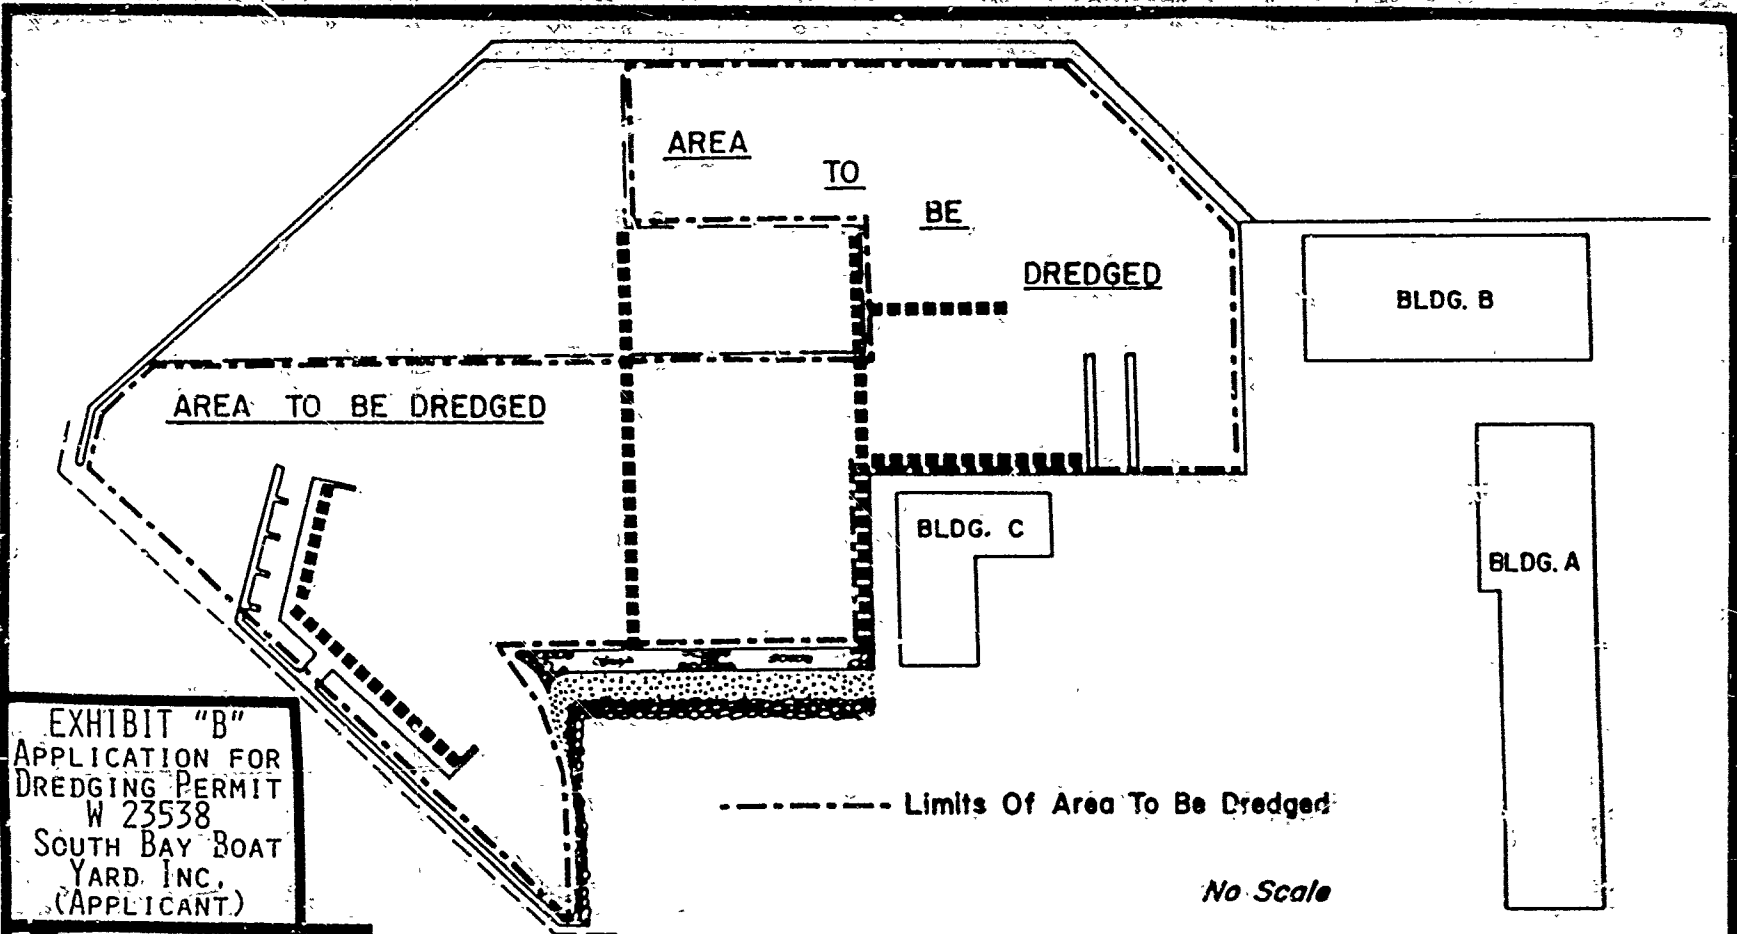 AREA
TO
BE
DREDGED
BLDG. B
AREA TO BE DREDGED
BLDG. C
BLDG. A
EXHIBIT "B"
APPLICATION FOR
DREDGING PERMIT
W 23538
SOUTH BAY BOAT
YARD INC.
(APPLICANT)
Limits Of Area To Be Dredged
No Scale